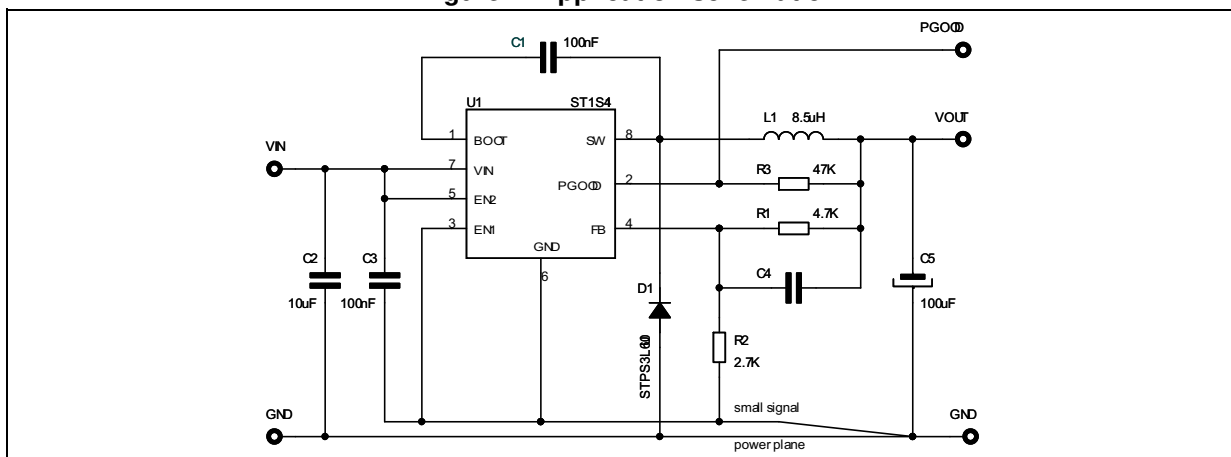 PGOOD
C1 100nF
U1 ST1S4
L1 8.5uH
VOUT
VIN
1 BOOT SW 8
R3 47K
7 VIN
PGOOD 2
5 EN2
R1 4.7K
3 EN1 FB 4
GND
6
C2 C3
C4
C5
10uF 100nF
D1
100uF
STPS3L60
R2
2.7K
small signal
GND GND
power plane